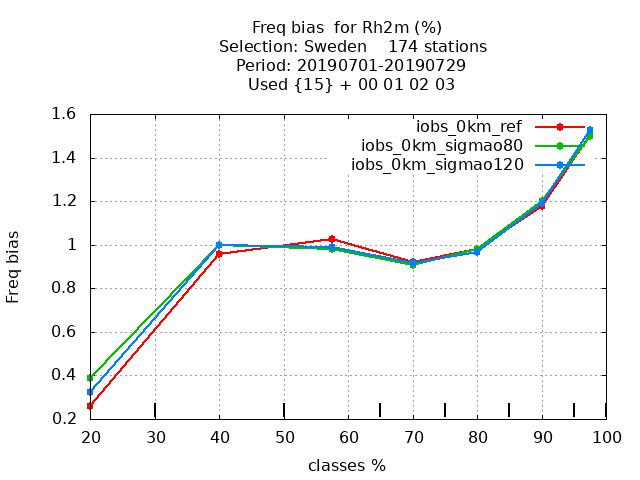 Freq bias  for Rh2m (%)
Selection: Sweden    174 stations
Period: 20190701-20190729
Used {15} + 00 01 02 03
iobs_0km_ref
iobs_0km_sigmao80
iobs_0km_sigmao120
Freq bias
1.6
1.4
1.2
1
0.8
0.6
0.4
0.2
20 30 40 50 60 70 80 90 100
classes %